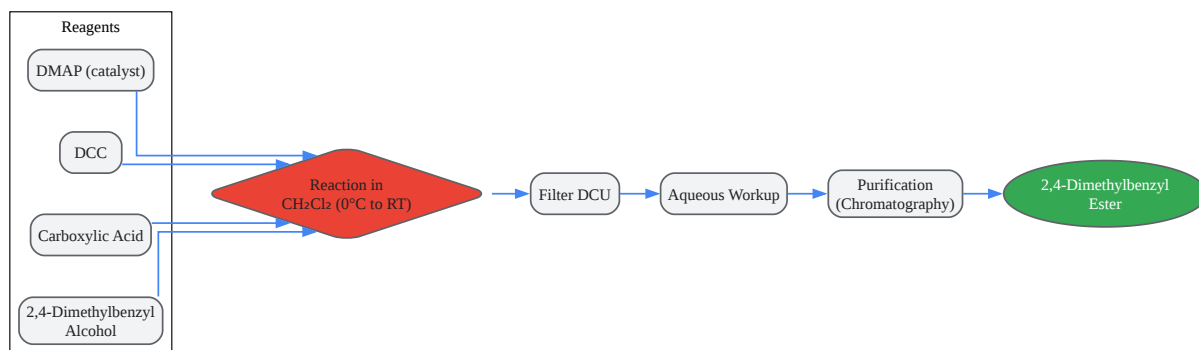 Reagents
DMAP (catalyst)
DCC
Carboxylic Acid
2,4-Dimethylbenzyl
Alcohol
Reaction in
CH₂Cl₂ (0°C to RT)
Filter DCU
Aqueous Workup
Purification
(Chromatography)
2,4-Dimethylbenzyl
Ester